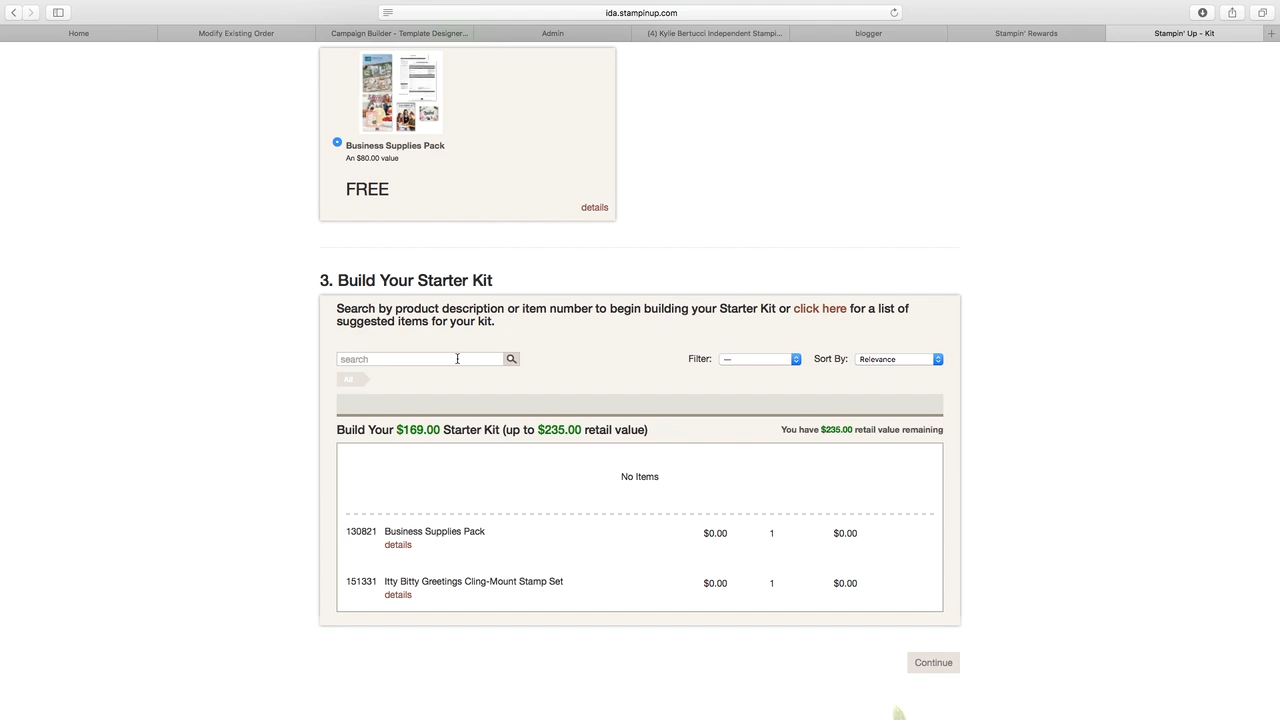 ida.stampinup.com
Home
Modify Existing Order
Campaign Builder - Template Designer...
Admin
(4) Kylie Bertucci Independent Stampi...
blogger
Stampin' Rewards
Stampin' Up - Kit
Business Supplies Pack
An $80.00 value
FREE
details
3. Build Your Starter Kit
Search by product description or item number to begin building your Starter Kit or click here for a list of
suggested items for your kit.
search
Filter: —
Sort By: Relevance
All
Build Your $169.00 Starter Kit (up to $235.00 retail value)
You have $235.00 retail value remaining
No Items
130821 Business Supplies Pack $0.00 1 $0.00
details
151331 Itty Bitty Greetings Cling-Mount Stamp Set $0.00 1 $0.00
details
Continue